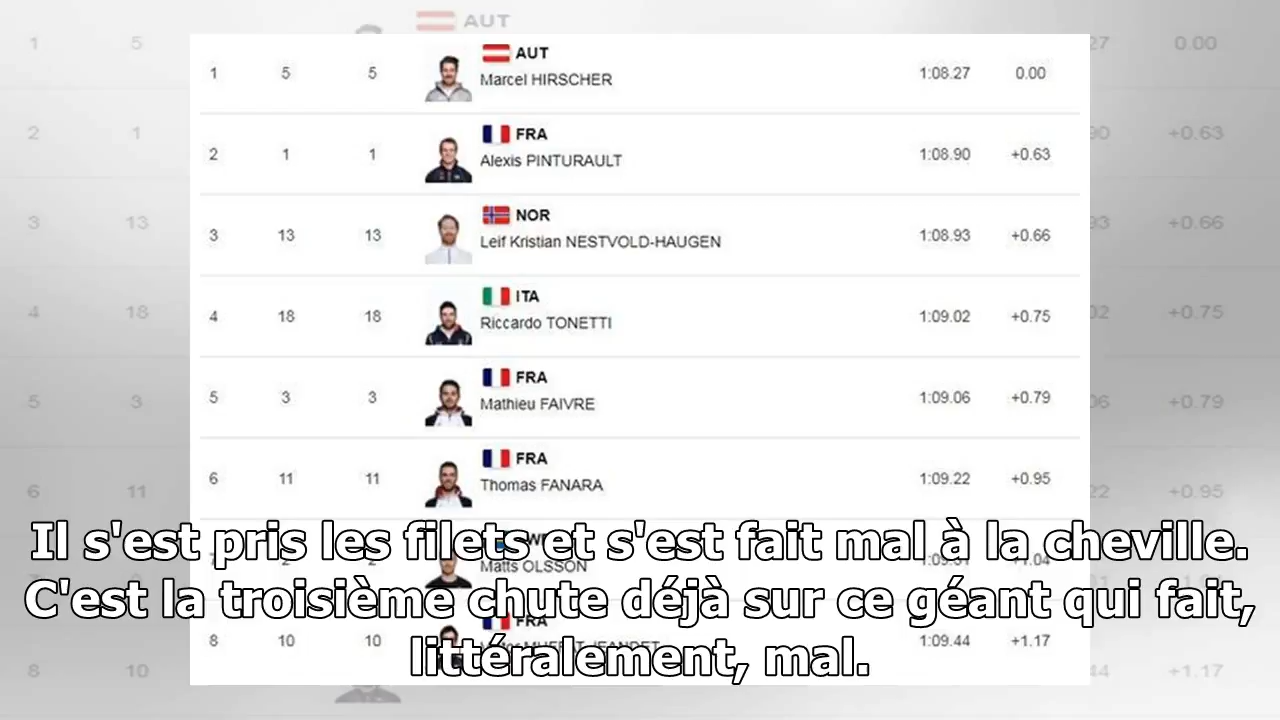 AUT
1 5 5 AUT 1:08.27 0.00
Marcel HIRSCHER
2 1 1 FRA 1:08.90 +0.63
Alexis PINTURAULT
3 13 13 NOR 1:08.93 +0.66
Leif Kristian NESTVOLD-HAUGEN
4 18 18 ITA 1:09.02 +0.75
Riccardo TONETTI
5 3 3 FRA 1:09.06 +0.79
Mathieu FAIVRE
6 11 11 FRA 1:09.22 +0.95
Thomas FANARA
Matts OLSSON
8 10 10 FRA 1:09.44 +1.17
Il s'est pris les filets et s'est fait mal à la cheville.
C'est la troisième chute déjà sur ce géant qui fait,
littéralement, mal.